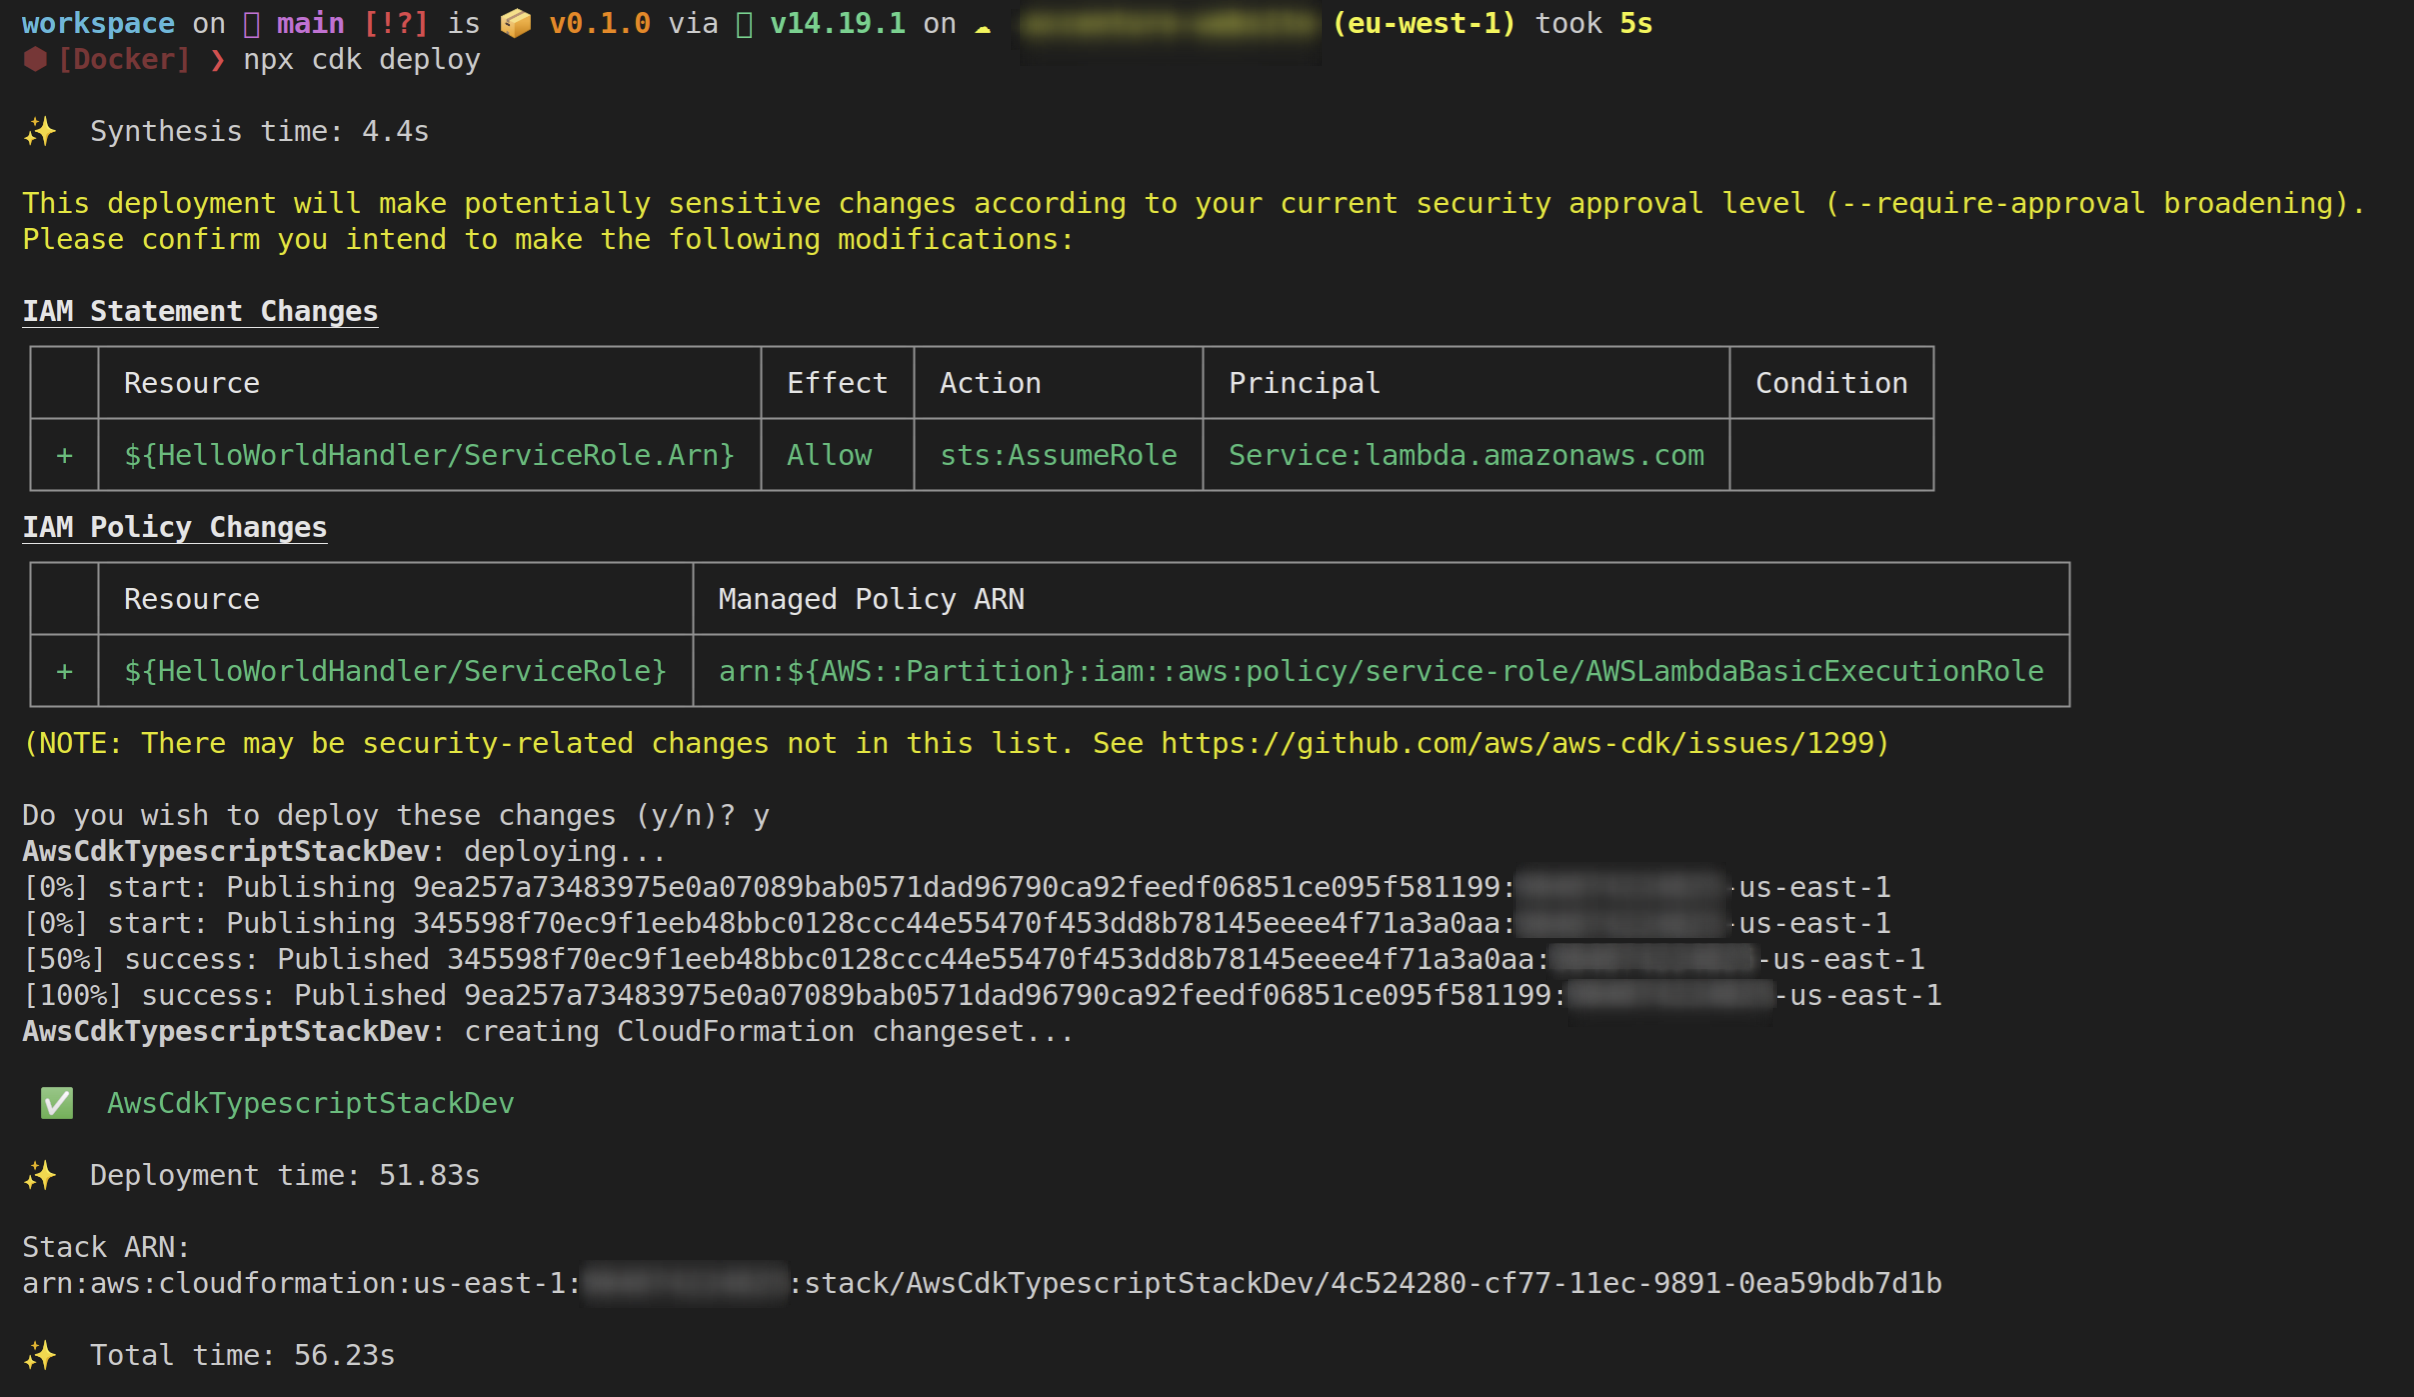 workspace on main [!?] is 📦 v0.1.0 via v14.19.1 on ☁ (eu-west-1) took 5s
⬢ [Docker] ❯ npx cdk deploy
✨ Synthesis time: 4.4s
This deployment will make potentially sensitive changes according to your current security approval level (--require-approval broadening).
Please confirm you intend to make the following modifications:
IAM Statement Changes
Resource Effect Action Principal Condition
+ ${HelloWorldHandler/ServiceRole.Arn} Allow sts:AssumeRole Service:lambda.amazonaws.com
IAM Policy Changes
Resource Managed Policy ARN
+ ${HelloWorldHandler/ServiceRole} arn:${AWS::Partition}:iam::aws:policy/service-role/AWSLambdaBasicExecutionRole
(NOTE: There may be security-related changes not in this list. See https://github.com/aws/aws-cdk/issues/1299)
Do you wish to deploy these changes (y/n)? y
AwsCdkTypescriptStackDev: deploying...
[0%] start: Publishing 9ea257a73483975e0a07089bab0571dad96790ca92feedf06851ce095f581199: -us-east-1
[0%] start: Publishing 345598f70ec9f1eeb48bbc0128ccc44e55470f453dd8b78145eeee4f71a3a0aa: -us-east-1
[50%] success: Published 345598f70ec9f1eeb48bbc0128ccc44e55470f453dd8b78145eeee4f71a3a0aa: -us-east-1
[100%] success: Published 9ea257a73483975e0a07089bab0571dad96790ca92feedf06851ce095f581199: -us-east-1
AwsCdkTypescriptStackDev: creating CloudFormation changeset...
✅ AwsCdkTypescriptStackDev
✨ Deployment time: 51.83s
Stack ARN:
arn:aws:cloudformation:us-east-1: :stack/AwsCdkTypescriptStackDev/4c524280-cf77-11ec-9891-0ea59bdb7d1b
✨ Total time: 56.23s